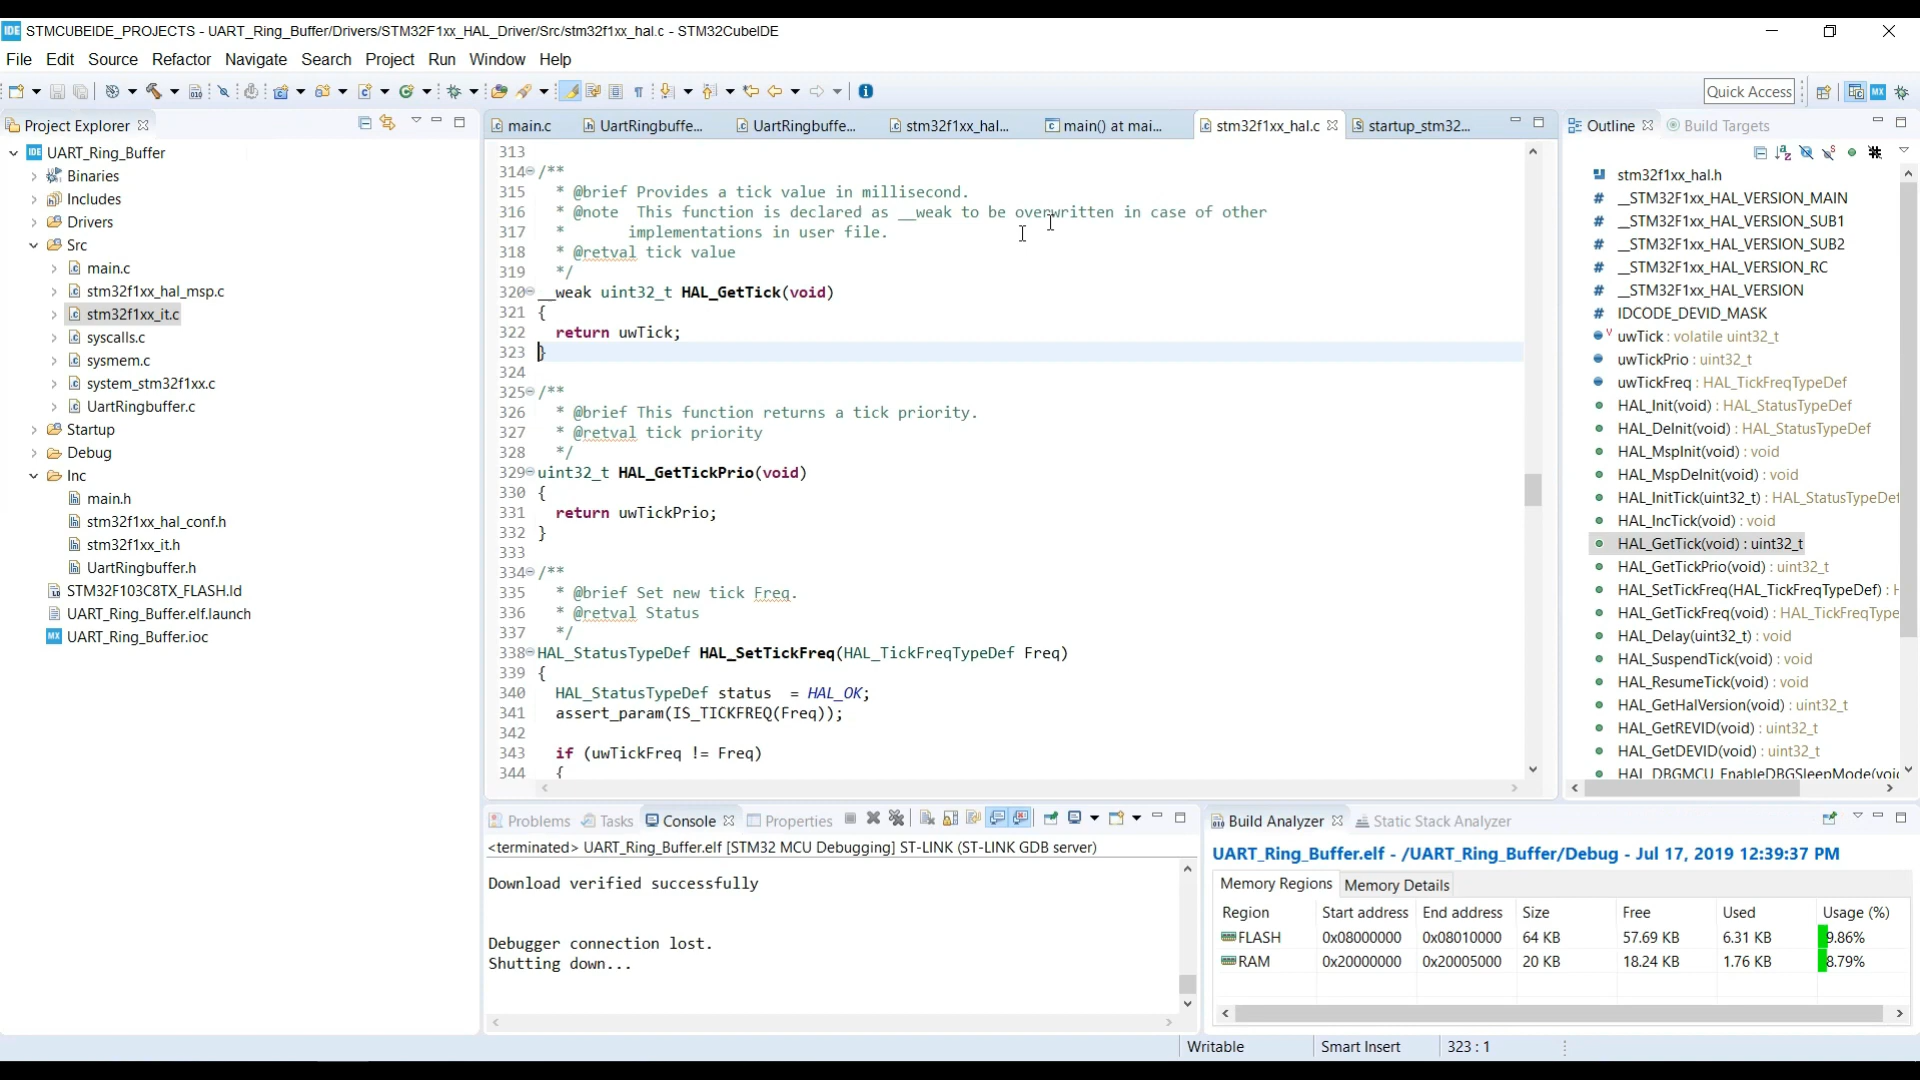 IDE STMCUBEIDE_PROJECTS - UART_Ring_Buffer/Drivers/STM32F1xx_HAL_Driver/Src/stm32f1xx_hal.c - STM32CubeIDE
File Edit Source Refactor Navigate Search Project Run Window Help
Quick Access
MX
Project Explorer
IDE UART_Ring_Buffer
Binaries
Includes
Drivers
Src
main.c
stm32f1xx_hal_msp.c
stm32f1xx_it.c
syscalls.c
sysmem.c
system_stm32f1xx.c
UartRingbuffer.c
Startup
Debug
Inc
main.h
stm32f1xx_hal_conf.h
stm32f1xx_it.h
UartRingbuffer.h
STM32F103C8TX_FLASH.ld
UART_Ring_Buffer.elf.launch
MX UART_Ring_Buffer.ioc
main.c UartRingbuffe... UartRingbuffe... stm32f1xx_hal... main() at mai... stm32f1xx_hal.c startup_stm32...
313
314 /**
315 * @brief Provides a tick value in millisecond.
316 * @note This function is declared as __weak to be overwritten in case of other
317 * implementations in user file.
318 * @retval tick value
319 */
320 __weak uint32_t HAL_GetTick(void)
321 {
322 return uwTick;
323 }
324
325 /**
326 * @brief This function returns a tick priority.
327 * @retval tick priority
328 */
329 uint32_t HAL_GetTickPrio(void)
330 {
331 return uwTickPrio;
332 }
333
334 /**
335 * @brief Set new tick Freq.
336 * @retval Status
337 */
338 HAL_StatusTypeDef HAL_SetTickFreq(HAL_TickFreqTypeDef Freq)
339 {
340 HAL_StatusTypeDef status = HAL_OK;
341 assert_param(IS_TICKFREQ(Freq));
342
343 if (uwTickFreq != Freq)
344 {
Outline Build Targets
stm32f1xx_hal.h
# __STM32F1xx_HAL_VERSION_MAIN
# __STM32F1xx_HAL_VERSION_SUB1
# __STM32F1xx_HAL_VERSION_SUB2
# __STM32F1xx_HAL_VERSION_RC
# __STM32F1xx_HAL_VERSION
# IDCODE_DEVID_MASK
uwTick : volatile uint32_t
uwTickPrio : uint32_t
uwTickFreq : HAL_TickFreqTypeDef
HAL_Init(void) : HAL_StatusTypeDef
HAL_DeInit(void) : HAL_StatusTypeDef
HAL_MspInit(void) : void
HAL_MspDeInit(void) : void
HAL_InitTick(uint32_t) : HAL_StatusTypeDef
HAL_IncTick(void) : void
HAL_GetTick(void) : uint32_t
HAL_GetTickPrio(void) : uint32_t
HAL_SetTickFreq(HAL_TickFreqTypeDef) : H
HAL_GetTickFreq(void) : HAL_TickFreqType
HAL_Delay(uint32_t) : void
HAL_SuspendTick(void) : void
HAL_ResumeTick(void) : void
HAL_GetHalVersion(void) : uint32_t
HAL_GetREVID(void) : uint32_t
HAL_GetDEVID(void) : uint32_t
HAL_DBGMCU_EnableDBGSleepMode(voi
Problems Tasks Console Properties
<terminated> UART_Ring_Buffer.elf [STM32 MCU Debugging] ST-LINK (ST-LINK GDB server)
Download verified successfully
Debugger connection lost.
Shutting down...
Build Analyzer Static Stack Analyzer
UART_Ring_Buffer.elf - /UART_Ring_Buffer/Debug - Jul 17, 2019 12:39:37 PM
Memory Regions Memory Details
Region Start address End address Size Free Used Usage (%)
FLASH 0x08000000 0x08010000 64 KB 57.69 KB 6.31 KB 9.86%
RAM 0x20000000 0x20005000 20 KB 18.24 KB 1.76 KB 8.79%
Writable Smart Insert 323 : 1